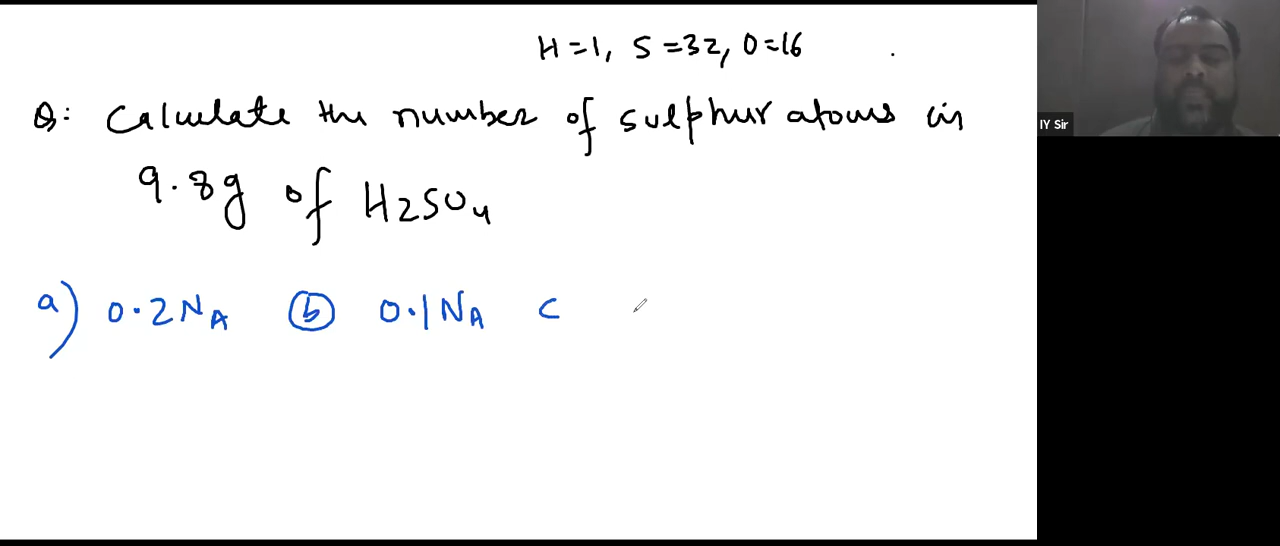 H=1, S=32, O=16 .
IY Sir
Q: Calculate the number of sulphur atoms in
9.8g of H2SO4
a) 0.2NA (b) 0.1NA C